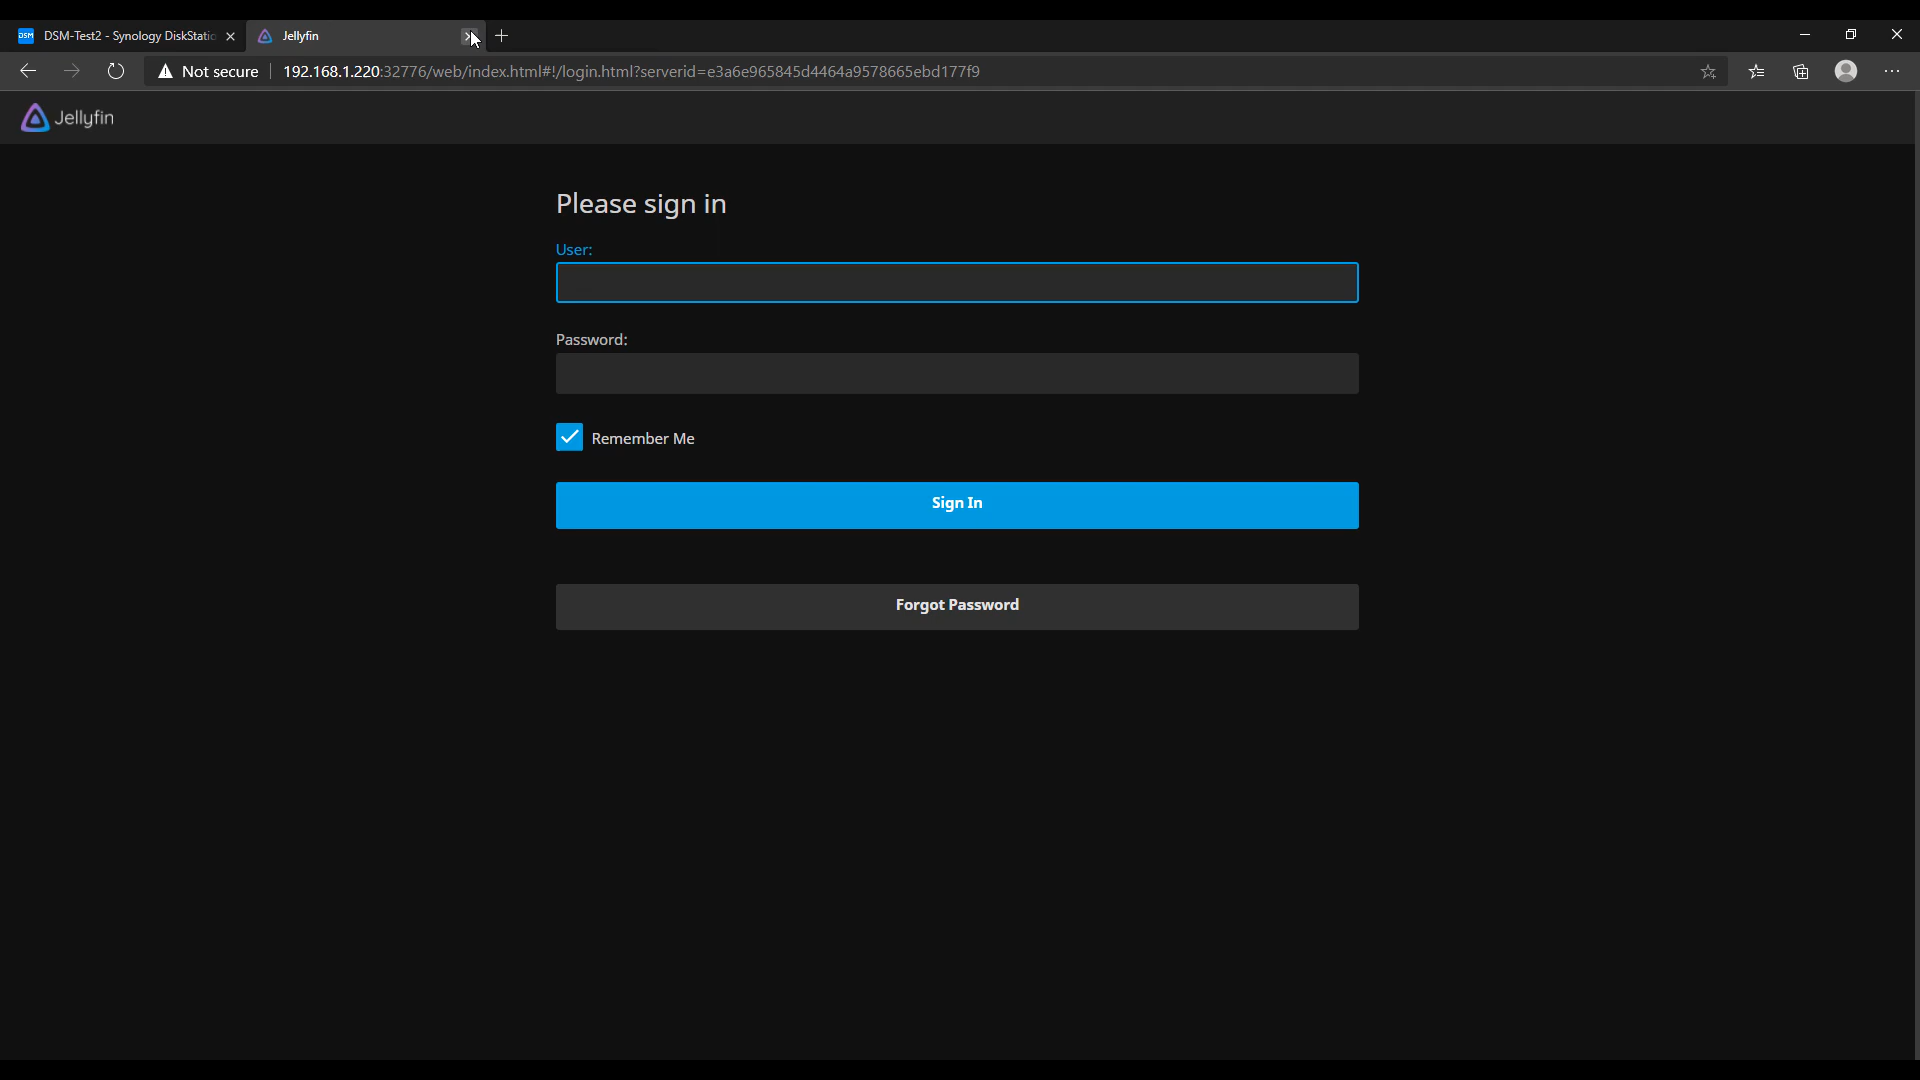 DSM-Test2 - Synology DiskStatio
Jellyfin
Not secure
192.168.1.220:32776/web/index.html#!/login.html?serverid=e3a6e965845d4464a9578665ebd177f9
Jellyfin
Please sign in
User:
Password:
Remember Me
Sign In
Forgot Password